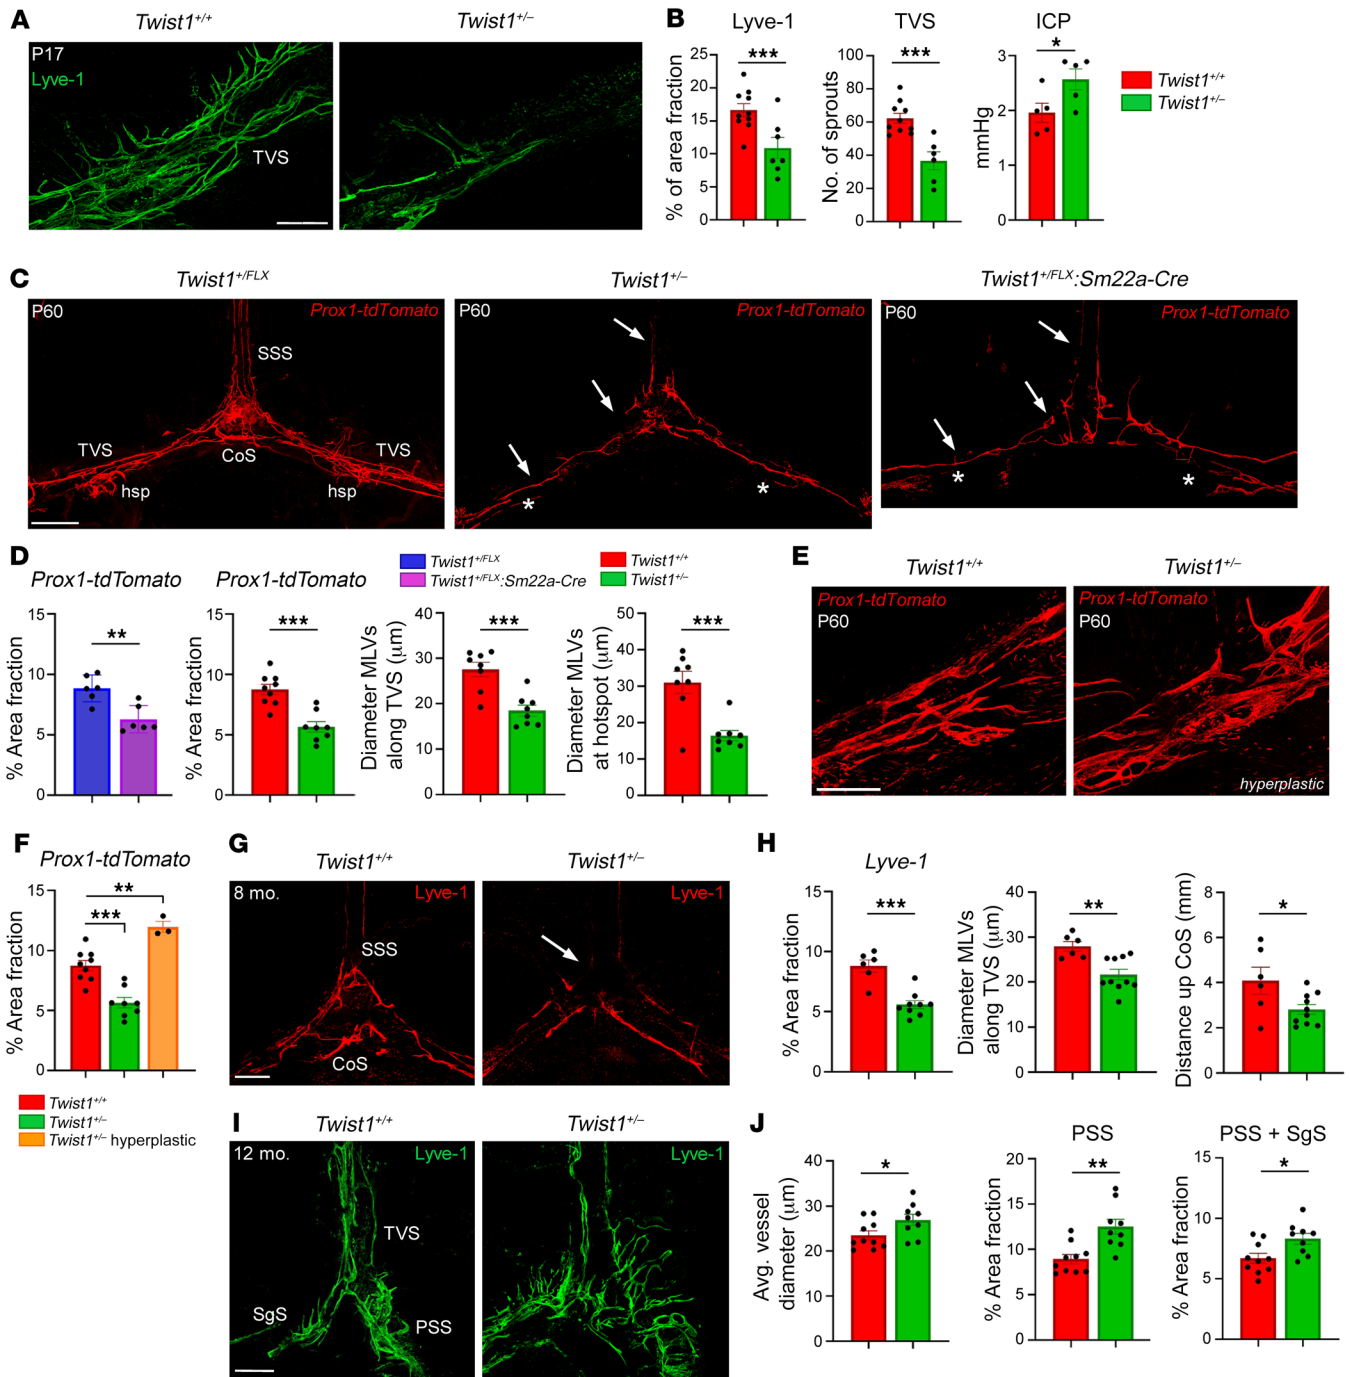 A
Twist1+/+
Twist1+/–
P17
Lyve-1
TVS
B
Lyve-1
TVS
ICP
% of area fraction
25
20
15
10
5
0
***
No. of sprouts
100
80
60
40
20
0
***
mmHg
3
2
1
0
*
Twist1+/+
Twist1+/–
C
Twist1+/FLX
Twist1+/–
Twist1+/FLX:Sm22a-Cre
P60
Prox1-tdTomato
SSS
TVS
TVS
CoS
hsp
hsp
P60
Prox1-tdTomato
*
*
P60
Prox1-tdTomato
*
*
D
Twist1+/FLX
Twist1+/FLX:Sm22a-Cre
Twist1+/+
Twist1+/–
Prox1-tdTomato
% Area fraction
15
10
5
0
**
Prox1-tdTomato
% Area fraction
15
10
5
0
***
Diameter MLVs
along TVS (μm)
40
30
20
10
0
***
Diameter MLVs
at hotspot (μm)
50
40
30
20
10
0
***
E
Twist1+/+
Twist1+/–
Prox1-tdTomato
P60
Prox1-tdTomato
P60
hyperplastic
F
Prox1-tdTomato
% Area fraction
15
10
5
0
**
***
Twist1+/+
Twist1+/–
Twist1+/– hyperplastic
G
Twist1+/+
Twist1+/–
8 mo.
Lyve-1
SSS
CoS
Lyve-1
H
Lyve-1
% Area fraction
15
10
5
0
***
Diameter MLVs
along TVS (μm)
40
30
20
10
0
**
Distance up CoS (mm)
8
6
4
2
0
*
I
Twist1+/+
Twist1+/–
12 mo.
Lyve-1
TVS
SgS
PSS
Lyve-1
J
Avg. vessel
diameter (μm)
40
30
20
10
0
*
PSS
% Area fraction
20
15
10
5
0
**
PSS + SgS
% Area fraction
15
10
5
0
*